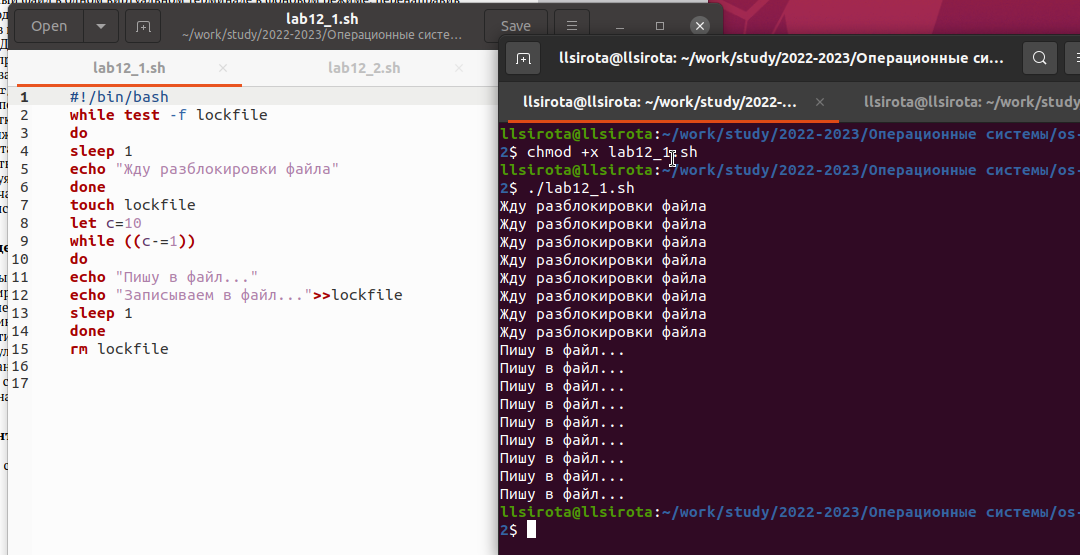 Open
lab12_1.sh
~/work/study/2022-2023/Операционные систе…
Save
lab12_1.sh
lab12_2.sh
1 #!/bin/bash
2 while test -f lockfile
3 do
4 sleep 1
5 echo "Жду разблокировки файла"
6 done
7 touch lockfile
8 let c=10
9 while ((c-=1))
10 do
11 echo "Пишу в файл..."
12 echo "Записываем в файл...">>lockfile
13 sleep 1
14 done
15 rm lockfile
16
17
llsirota@llsirota: ~/work/study/2022-2023/Операционные си…
llsirota@llsirota: ~/work/study/2022-…
llsirota@llsirota: ~/work/study
llsirota@llsirota:~/work/study/2022-2023/Операционные системы/os-
2$ chmod +x lab12_1.sh
llsirota@llsirota:~/work/study/2022-2023/Операционные системы/os-
2$ ./lab12_1.sh
Жду разблокировки файла
Жду разблокировки файла
Жду разблокировки файла
Жду разблокировки файла
Жду разблокировки файла
Жду разблокировки файла
Жду разблокировки файла
Жду разблокировки файла
Пишу в файл...
Пишу в файл...
Пишу в файл...
Пишу в файл...
Пишу в файл...
Пишу в файл...
Пишу в файл...
Пишу в файл...
Пишу в файл...
llsirota@llsirota:~/work/study/2022-2023/Операционные системы/os-
2$